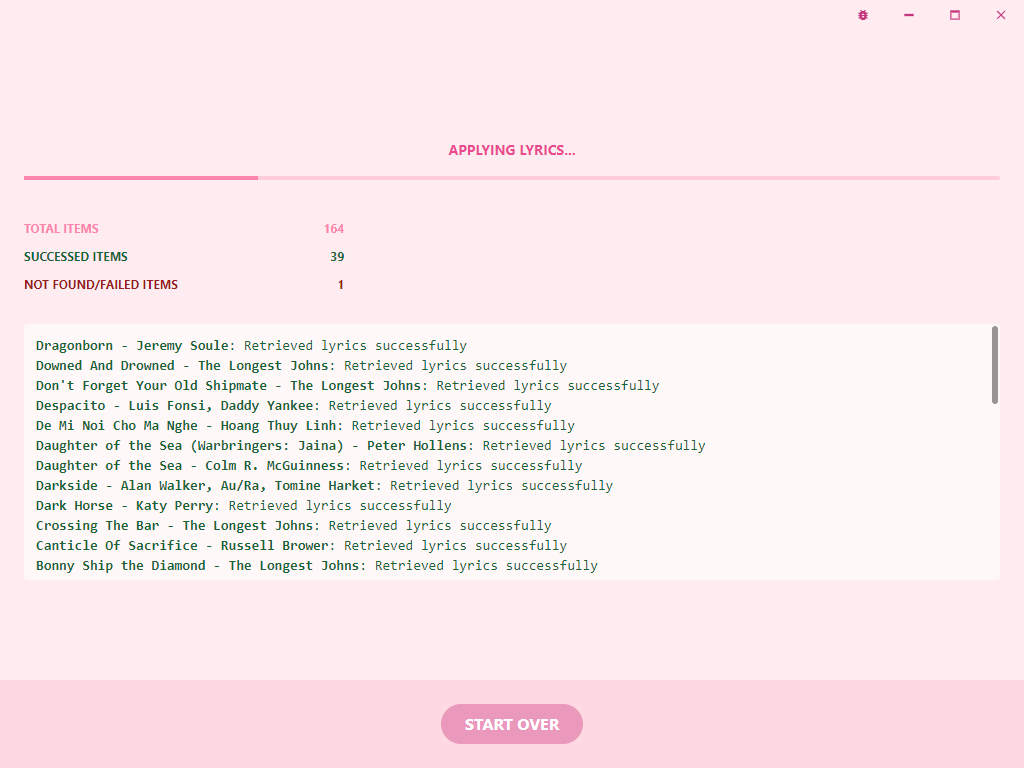 APPLYING LYRICS...
TOTAL ITEMS 164
SUCCESSED ITEMS 39
NOT FOUND/FAILED ITEMS 1
Dragonborn - Jeremy Soule: Retrieved lyrics successfully
Downed And Drowned - The Longest Johns: Retrieved lyrics successfully
Don't Forget Your Old Shipmate - The Longest Johns: Retrieved lyrics successfully
Despacito - Luis Fonsi, Daddy Yankee: Retrieved lyrics successfully
De Mi Noi Cho Ma Nghe - Hoang Thuy Linh: Retrieved lyrics successfully
Daughter of the Sea (Warbringers: Jaina) - Peter Hollens: Retrieved lyrics successfully
Daughter of the Sea - Colm R. McGuinness: Retrieved lyrics successfully
Darkside - Alan Walker, Au/Ra, Tomine Harket: Retrieved lyrics successfully
Dark Horse - Katy Perry: Retrieved lyrics successfully
Crossing The Bar - The Longest Johns: Retrieved lyrics successfully
Canticle Of Sacrifice - Russell Brower: Retrieved lyrics successfully
Bonny Ship the Diamond - The Longest Johns: Retrieved lyrics successfully
START OVER